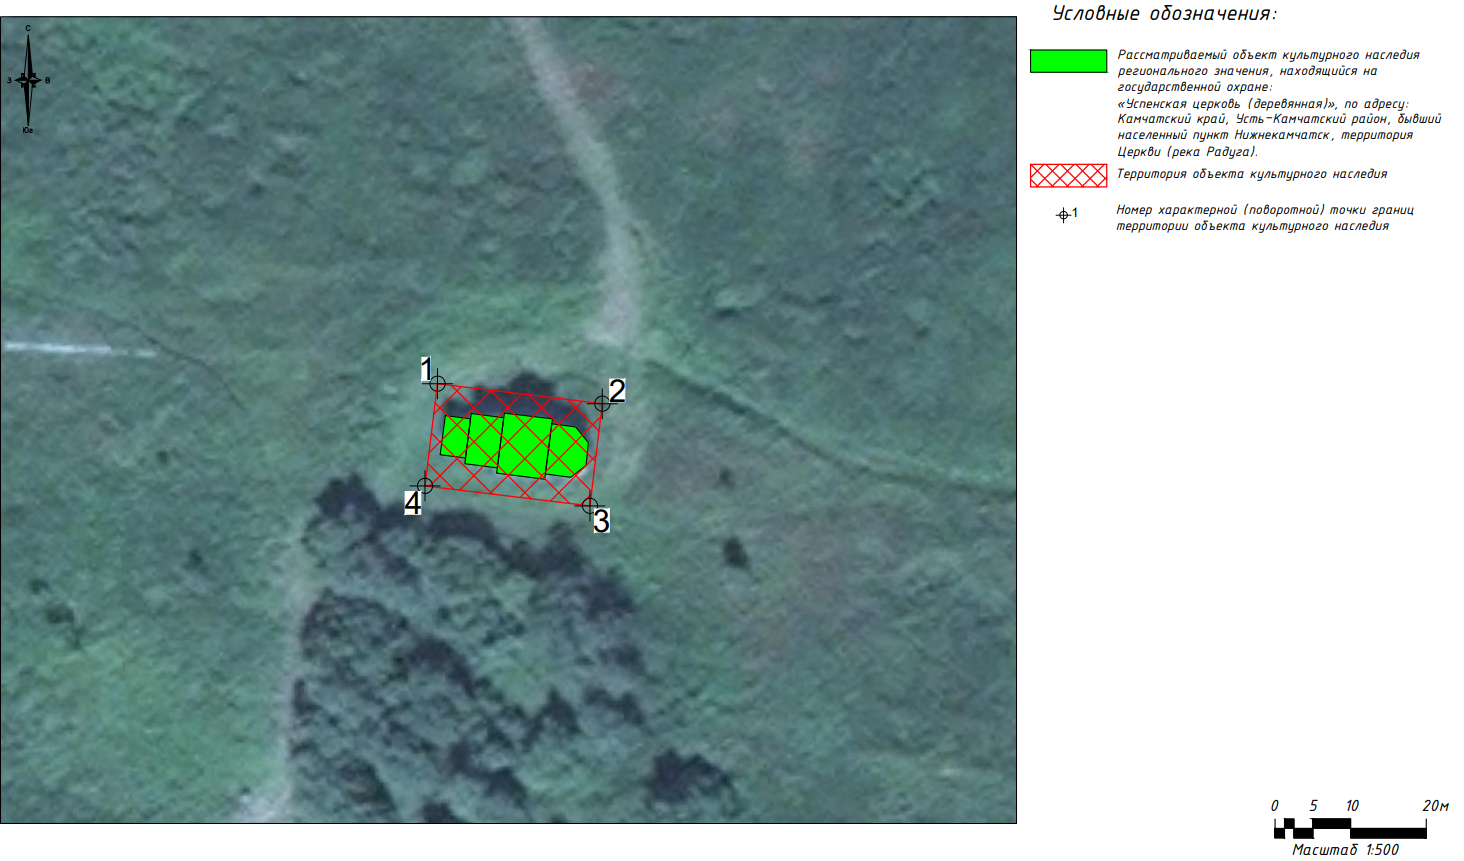 Условные обозначения:
С
З
В
Юг
Рассматриваемый объект культурного наследия
регионального значения, находящийся на
государственной охране:
«Успенская церковь (деревянная)», по адресу:
Камчатский край, Усть-Камчатский район, бывший
населенный пункт Нижнекамчатск, территория
Церкви (река Радуга).
Территория объекта культурного наследия
1
Номер характерной (поворотной) точки границ
территории объекта культурного наследия
1
2
4
3
0 5 10 20м
Масштаб 1:500